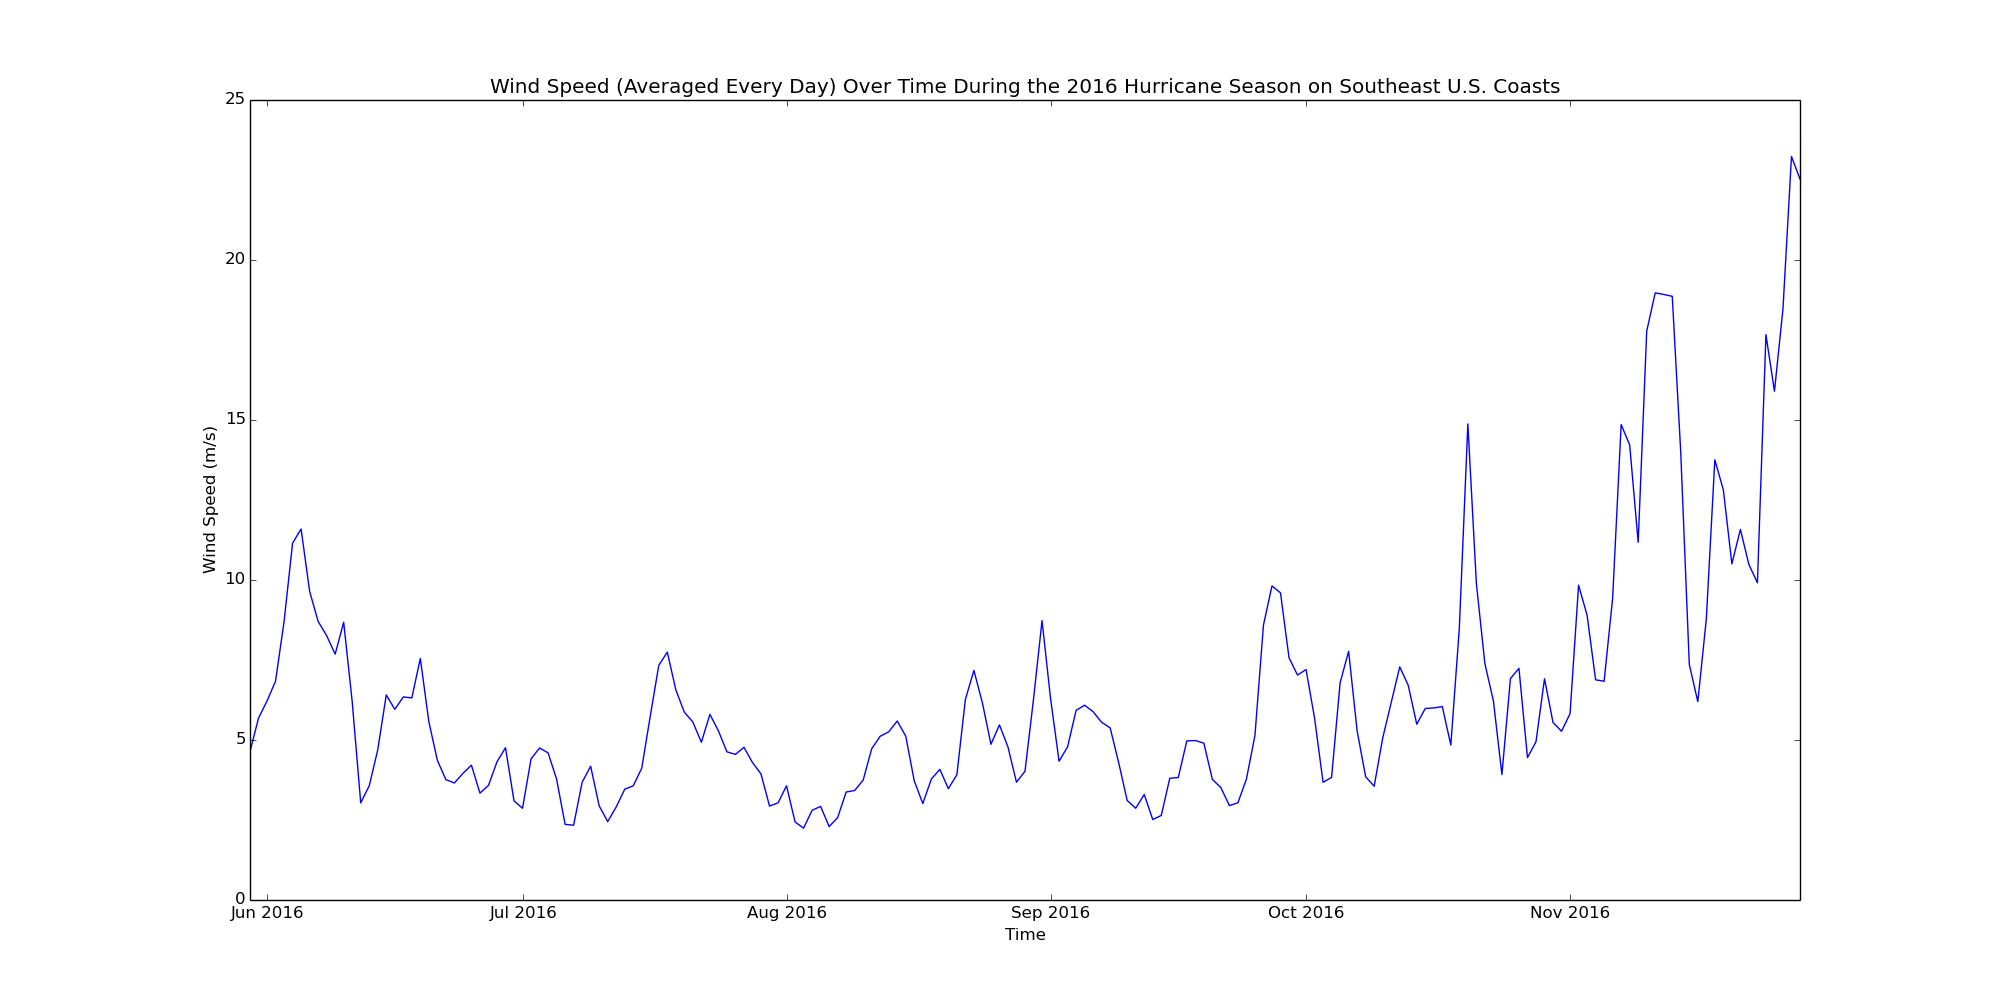 Wind Speed (Averaged Every Day) Over Time During the 2016 Hurricane Season on Southeast U.S. Coasts
25
20
15
10
5
0
Wind Speed (m/s)
Jun 2016 Jul 2016 Aug 2016 Sep 2016 Oct 2016 Nov 2016
Time